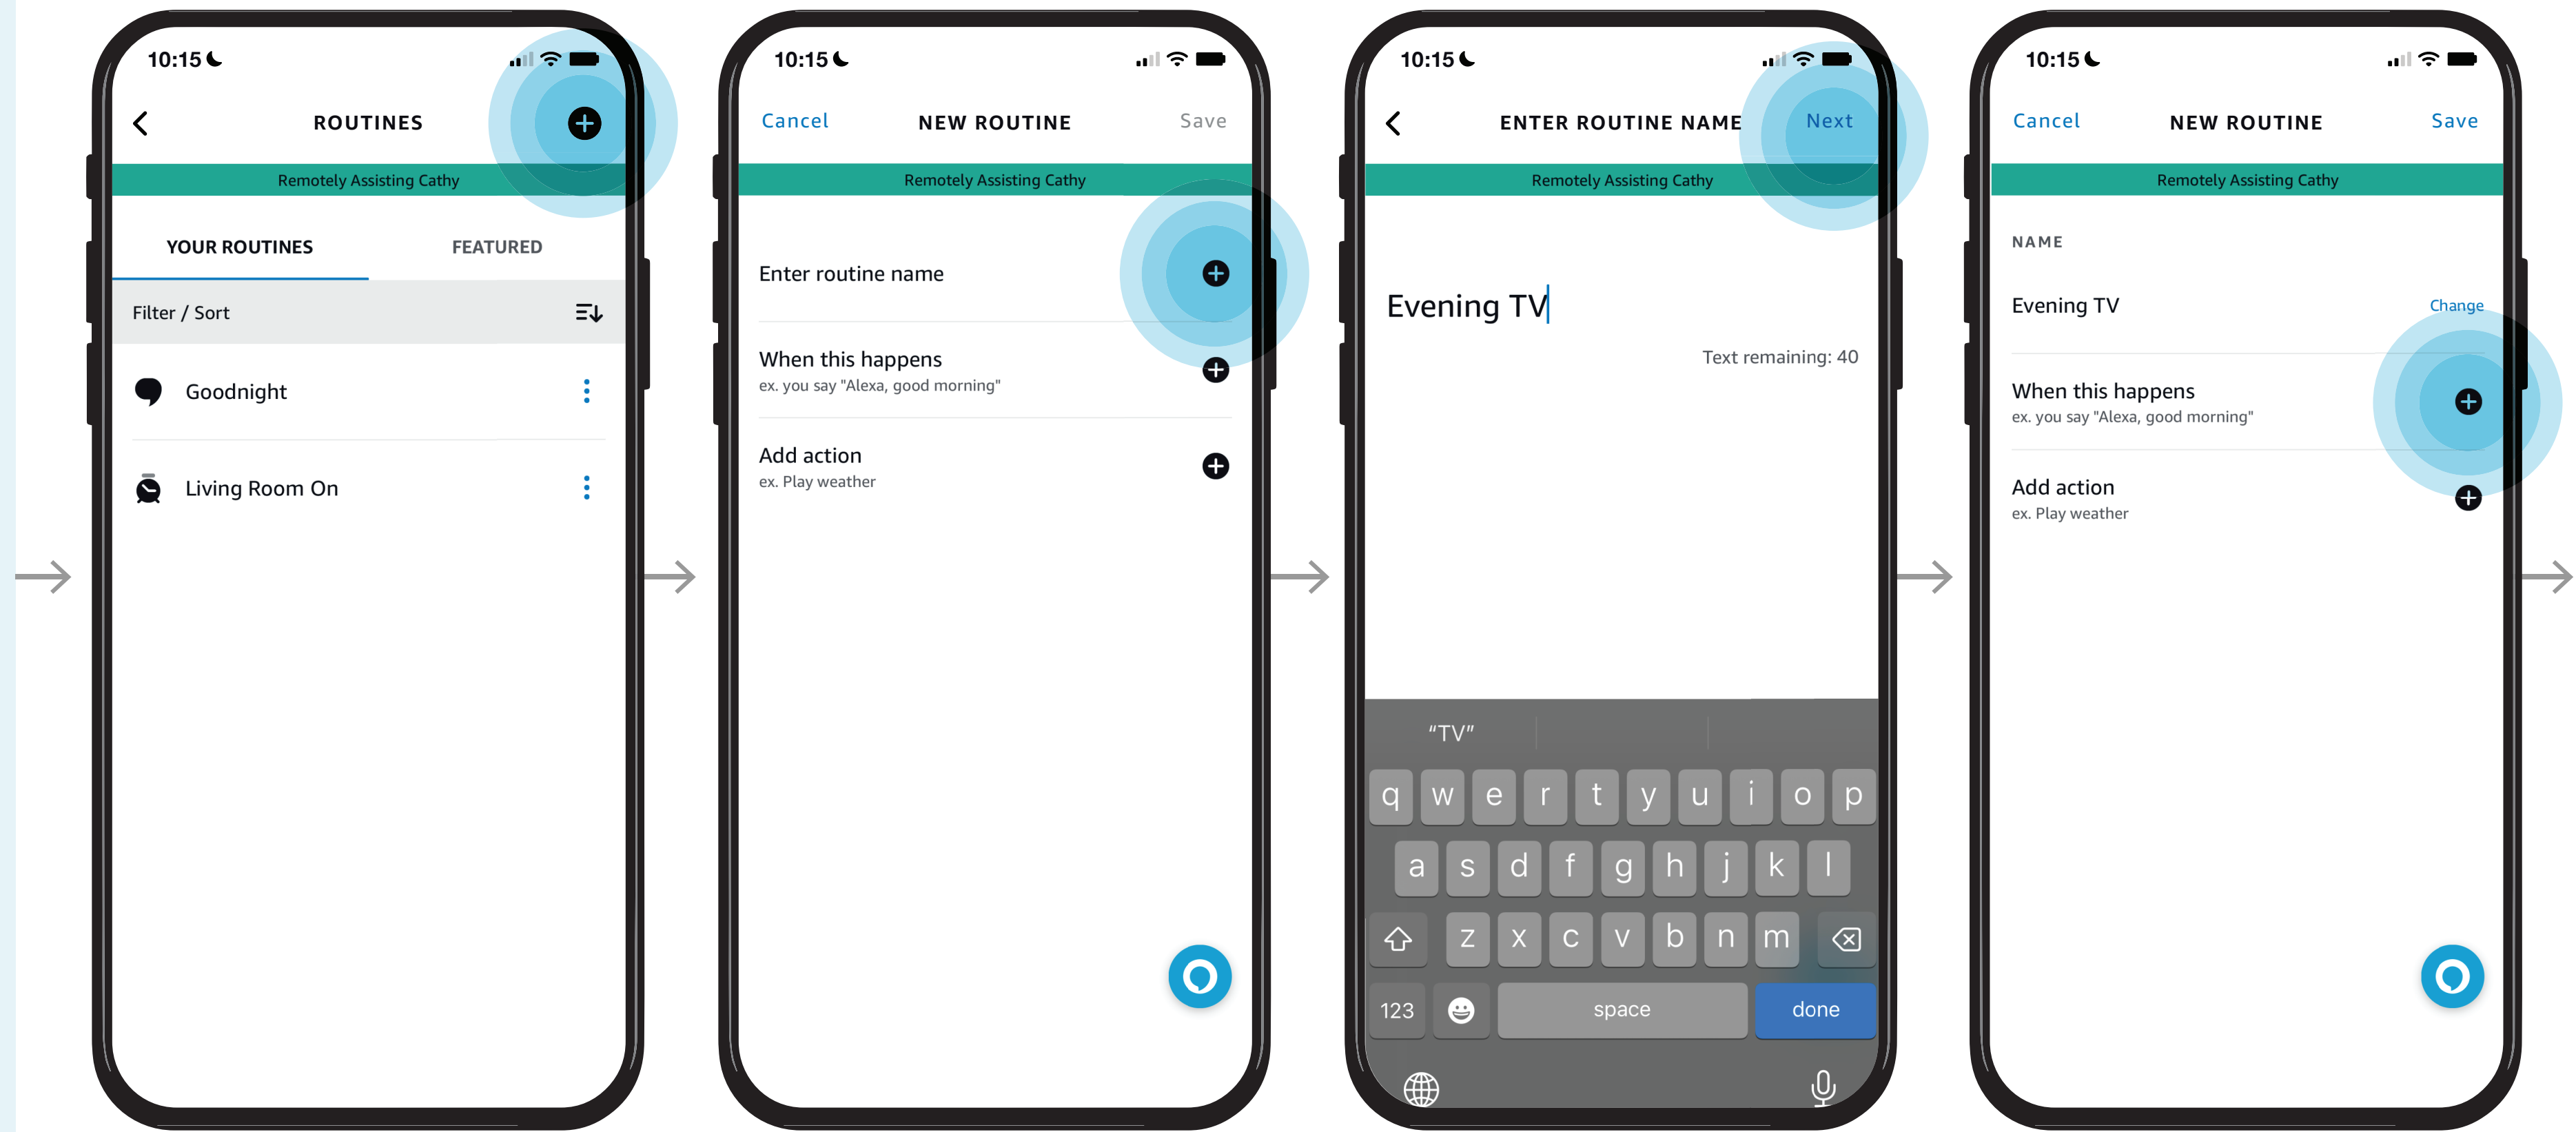 10:15
ROUTINES
Remotely Assisting Cathy
YOUR ROUTINES
FEATURED
Filter / Sort
Goodnight
Living Room On
10:15
Cancel
NEW ROUTINE
Save
Remotely Assisting Cathy
Enter routine name
When this happens
ex. you say "Alexa, good morning"
Add action
ex. Play weather
10:15
ENTER ROUTINE NAME
Next
Remotely Assisting Cathy
Evening TV
Text remaining: 40
“TV”
q w e r t y u i o p
a s d f g h j k l
z x c v b n m
123
space
done
10:15
Cancel
NEW ROUTINE
Save
Remotely Assisting Cathy
NAME
Evening TV
Change
When this happens
ex. you say "Alexa, good morning"
Add action
ex. Play weather